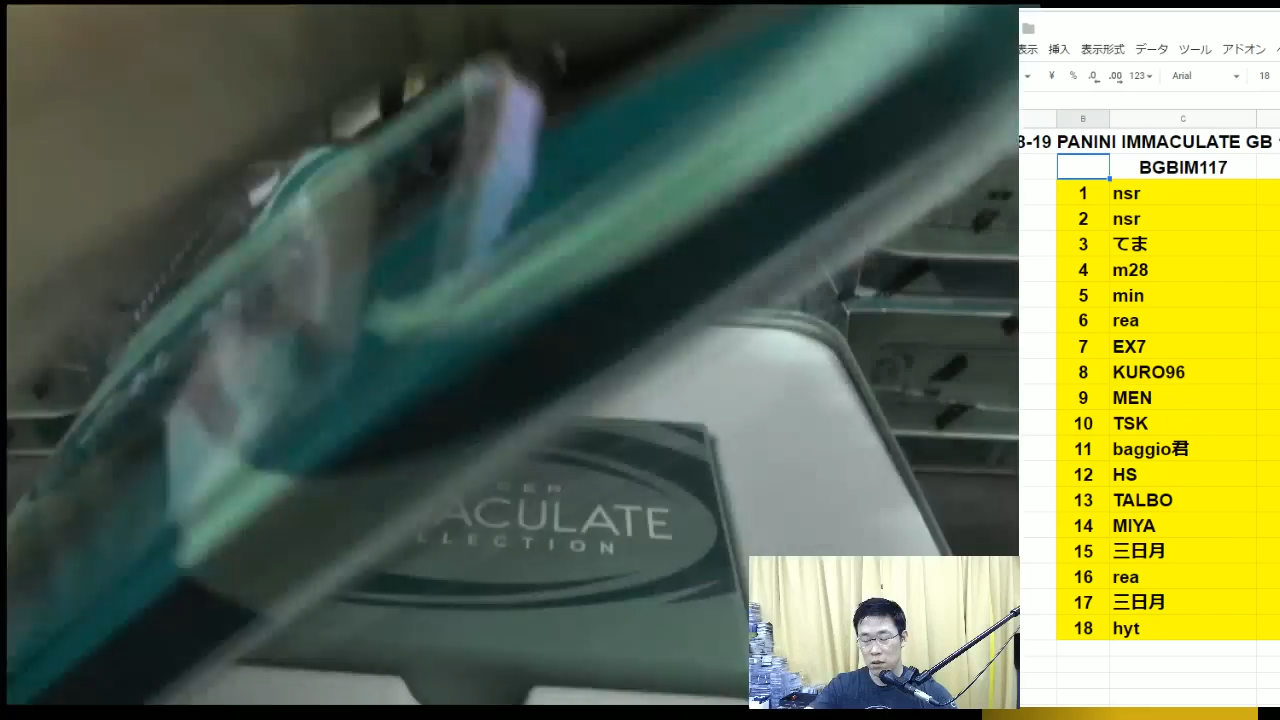 表示 挿入 表示形式 データ ツール アドオン
¥ % .0 .00 123 Arial 18
B C
8-19 PANINI IMMACULATE GB
BGBIM117
1 nsr
2 nsr
3 てま
4 m28
5 min
6 rea
7 EX7
8 KURO96
9 MEN
10 TSK
11 baggio君
12 HS
13 TALBO
14 MIYA
15 三日月
16 rea
17 三日月
18 hyt
ACULATE
LLECTION